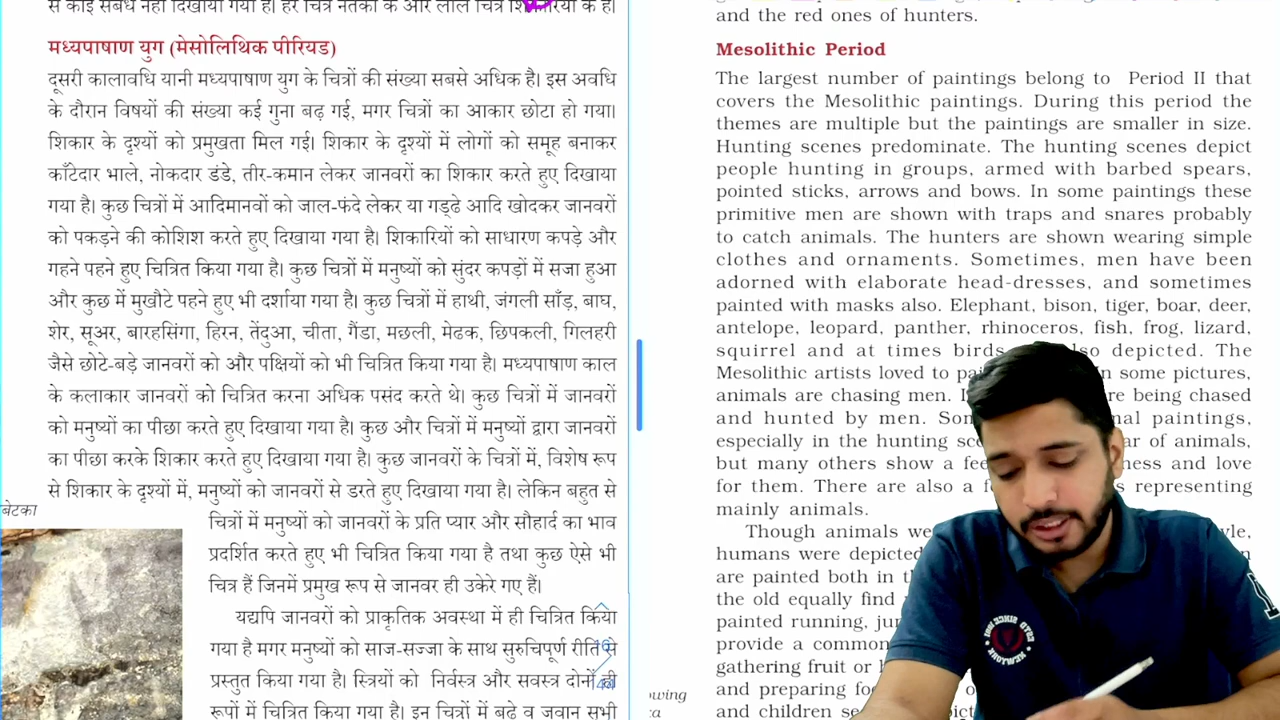 से कोई संबंध नहीं दिखाया गया है। हरे चित्र नर्तकों के और लाल चित्र शिकारियों के हैं।
मध्यपाषाण युग (मेसोलिथिक पीरियड)
दूसरी कालावधि यानी मध्यपाषाण युग के चित्रों की संख्या सबसे अधिक है। इस अवधि
के दौरान विषयों की संख्या कई गुना बढ़ गई, मगर चित्रों का आकार छोटा हो गया।
शिकार के दृश्यों को प्रमुखता मिल गई। शिकार के दृश्यों में लोगों को समूह बनाकर
काँटेदार भाले, नोकदार डंडे, तीर-कमान लेकर जानवरों का शिकार करते हुए दिखाया
गया है। कुछ चित्रों में आदिमानवों को जाल-फंदे लेकर या गड्ढे आदि खोदकर जानवरों
को पकड़ने की कोशिश करते हुए दिखाया गया है। शिकारियों को साधारण कपड़े और
गहने पहने हुए चित्रित किया गया है। कुछ चित्रों में मनुष्यों को सुंदर कपड़ों में सजा हुआ
और कुछ में मुखौटे पहने हुए भी दर्शाया गया है। कुछ चित्रों में हाथी, जंगली साँड़, बाघ,
शेर, सूअर, बारहसिंगा, हिरन, तेंदुआ, चीता, गैंडा, मछली, मेढक, छिपकली, गिलहरी
जैसे छोटे-बड़े जानवरों को और पक्षियों को भी चित्रित किया गया है। मध्यपाषाण काल
के कलाकार जानवरों को चित्रित करना अधिक पसंद करते थे। कुछ चित्रों में जानवरों
को मनुष्यों का पीछा करते हुए दिखाया गया है। कुछ और चित्रों में मनुष्यों द्वारा जानवरों
का पीछा करके शिकार करते हुए दिखाया गया है। कुछ जानवरों के चित्रों में, विशेष रूप
से शिकार के दृश्यों में, मनुष्यों को जानवरों से डरते हुए दिखाया गया है। लेकिन बहुत से
बेटका
चित्रों में मनुष्यों को जानवरों के प्रति प्यार और सौहार्द का भाव
प्रदर्शित करते हुए भी चित्रित किया गया है तथा कुछ ऐसे भी
चित्र हैं जिनमें प्रमुख रूप से जानवर ही उकेरे गए हैं।
यद्यपि जानवरों को प्राकृतिक अवस्था में ही चित्रित किया
गया है मगर मनुष्यों को साज-सज्जा के साथ सुरुचिपूर्ण रीति से
प्रस्तुत किया गया है। स्त्रियों को निर्वस्त्र और सवस्त्र दोनों ही
रूपों में चित्रित किया गया है। इन चित्रों में बूढ़े व जवान सभी
and the red ones of hunters.
Mesolithic Period
The largest number of paintings belong to Period II that
covers the Mesolithic paintings. During this period the
themes are multiple but the paintings are smaller in size.
Hunting scenes predominate. The hunting scenes depict
people hunting in groups, armed with barbed spears,
pointed sticks, arrows and bows. In some paintings these
primitive men are shown with traps and snares probably
to catch animals. The hunters are shown wearing simple
clothes and ornaments. Sometimes, men have been
adorned with elaborate head-dresses, and sometimes
painted with masks also. Elephant, bison, tiger, boar, deer,
antelope, leopard, panther, rhinoceros, fish, frog, lizard,
squirrel and at times birds also depicted. The
Mesolithic artists loved to In some pictures,
animals are chasing men. being chased
and hunted by men. paintings,
especially in the hunting of animals,
but many others show a and love
for them. There are also a representing
mainly animals.
Though animals
humans were depicted
are painted both in
the old equally find
painted running,
provide a common
gathering fruit or
and preparing
and children
ESTD SINCE